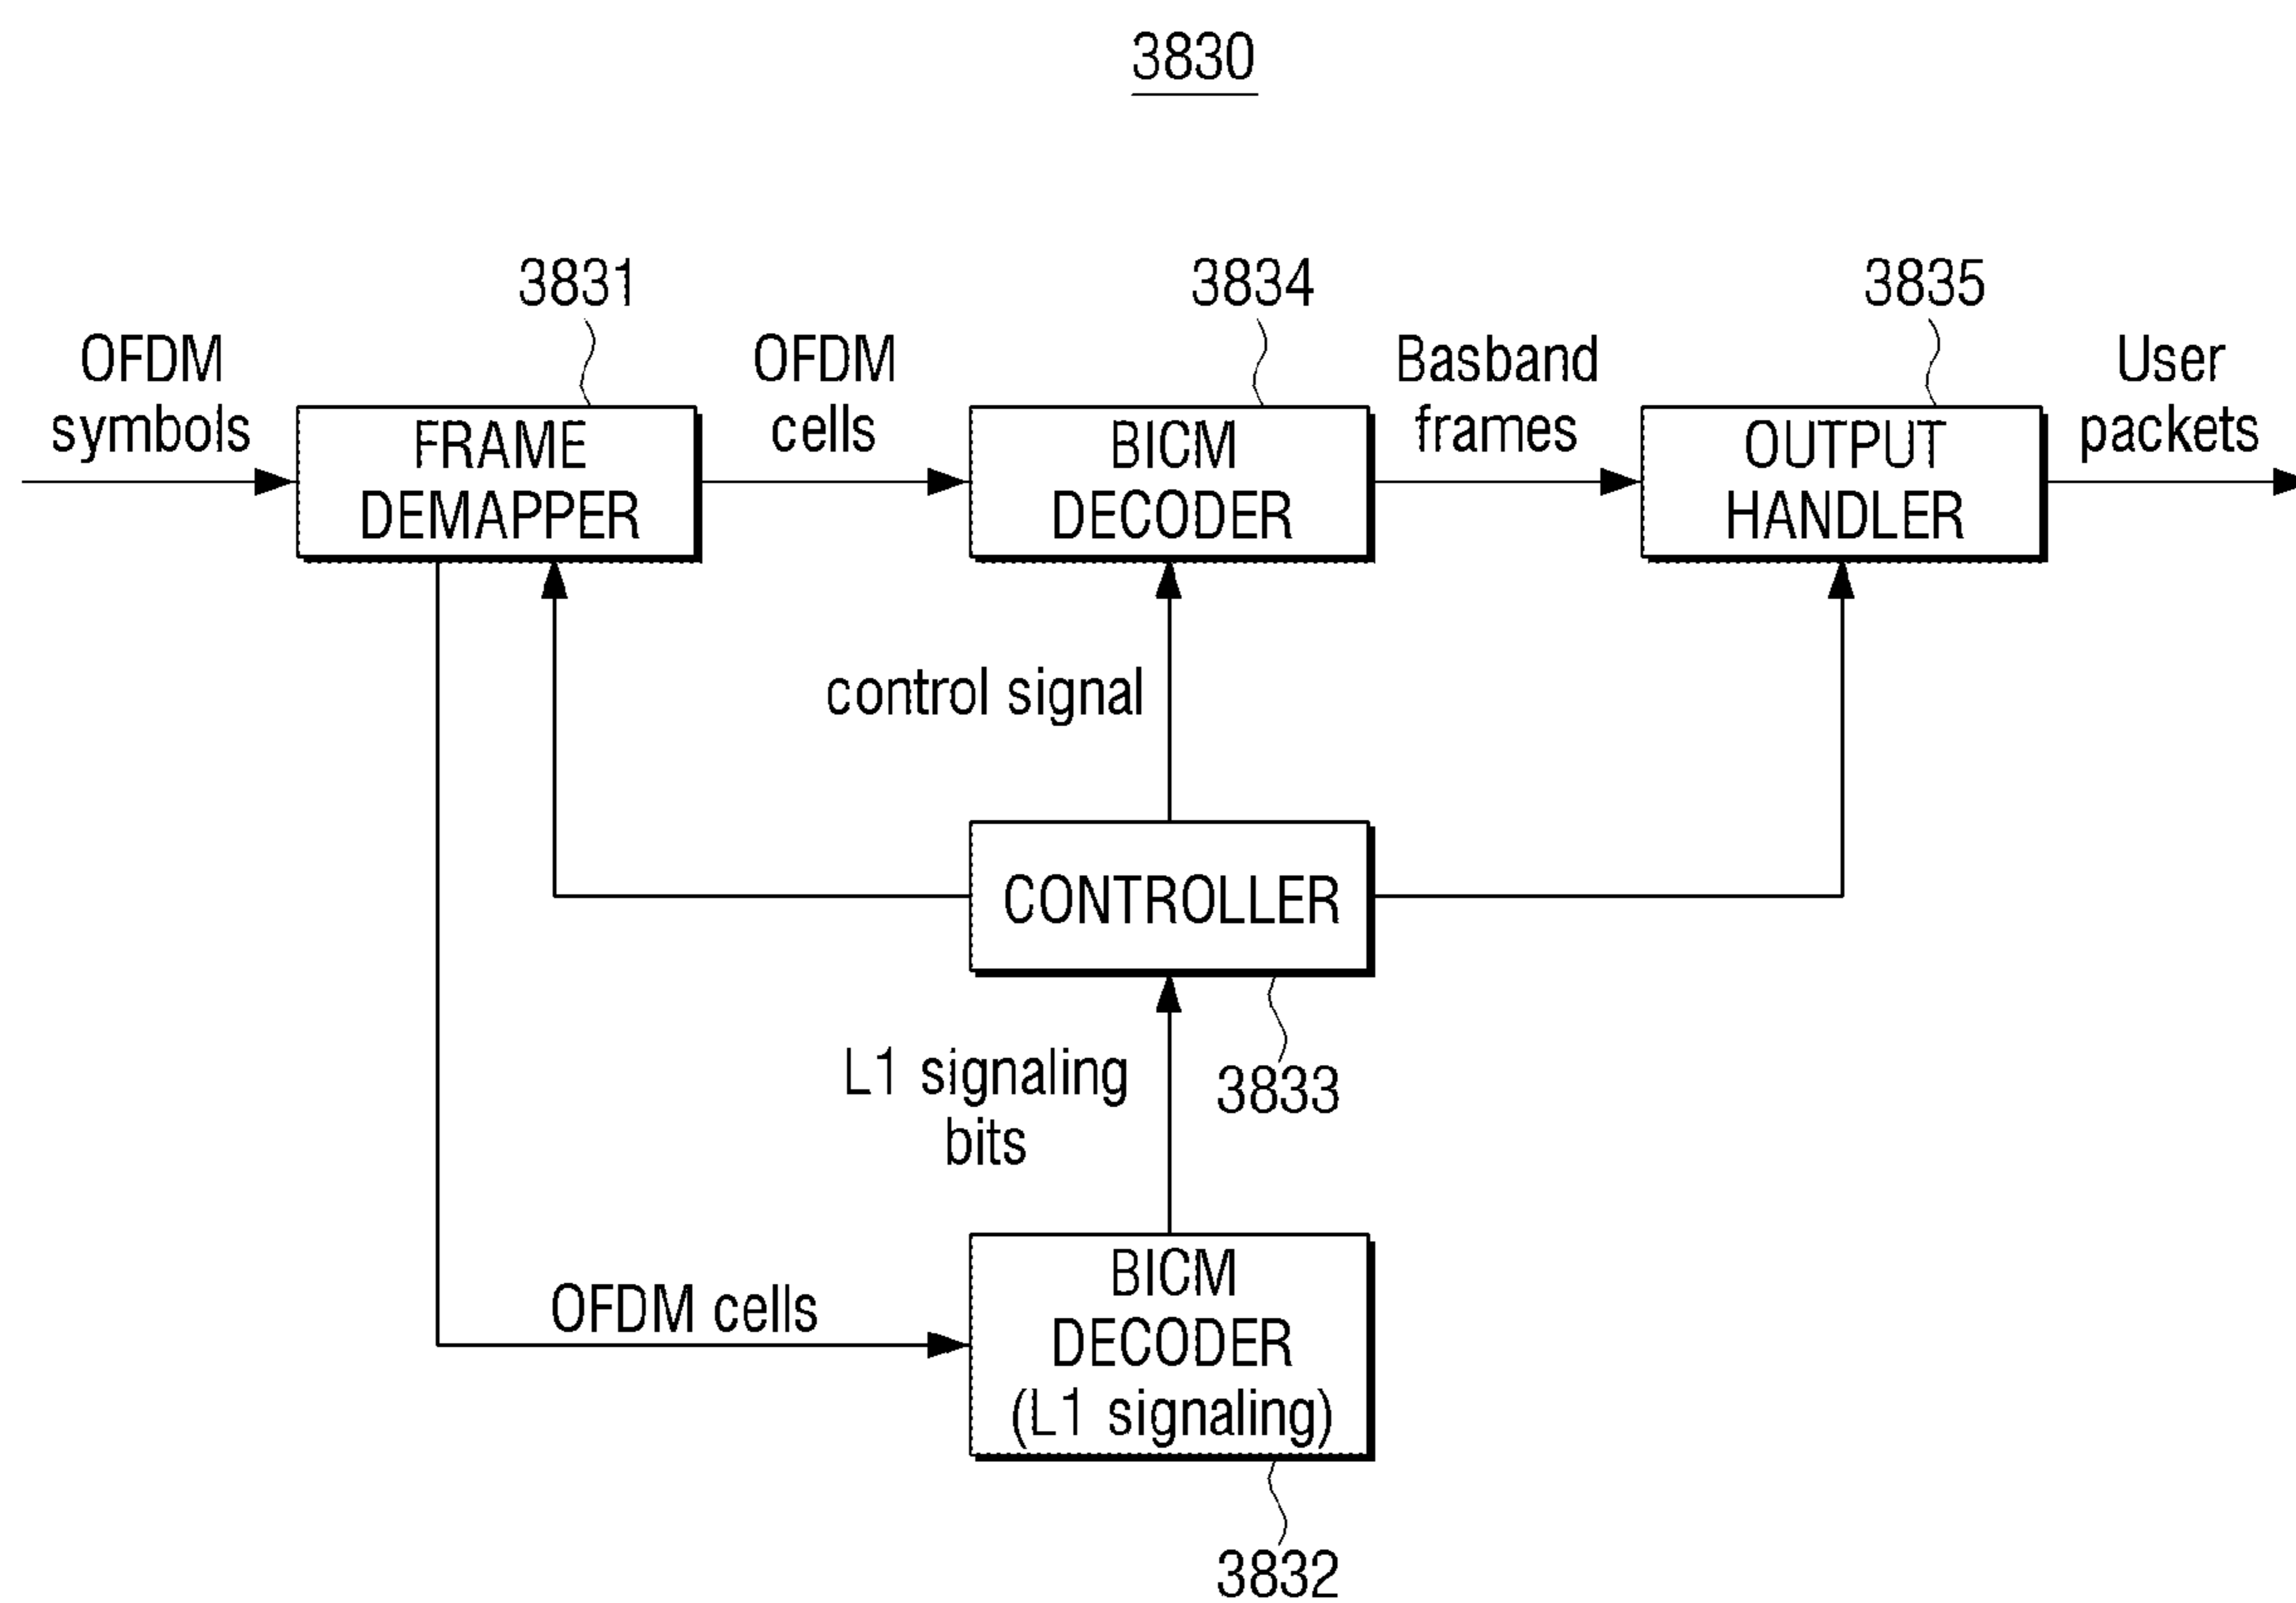 3830
3831
3834
3835
OFDM
symbols
FRAME
DEMAPPER
OFDM
cells
BICM
DECODER
Basband
frames
OUTPUT
HANDLER
User
packets
control signal
CONTROLLER
3833
L1 signaling
bits
OFDM cells
BICM
DECODER
(L1 signaling)
3832